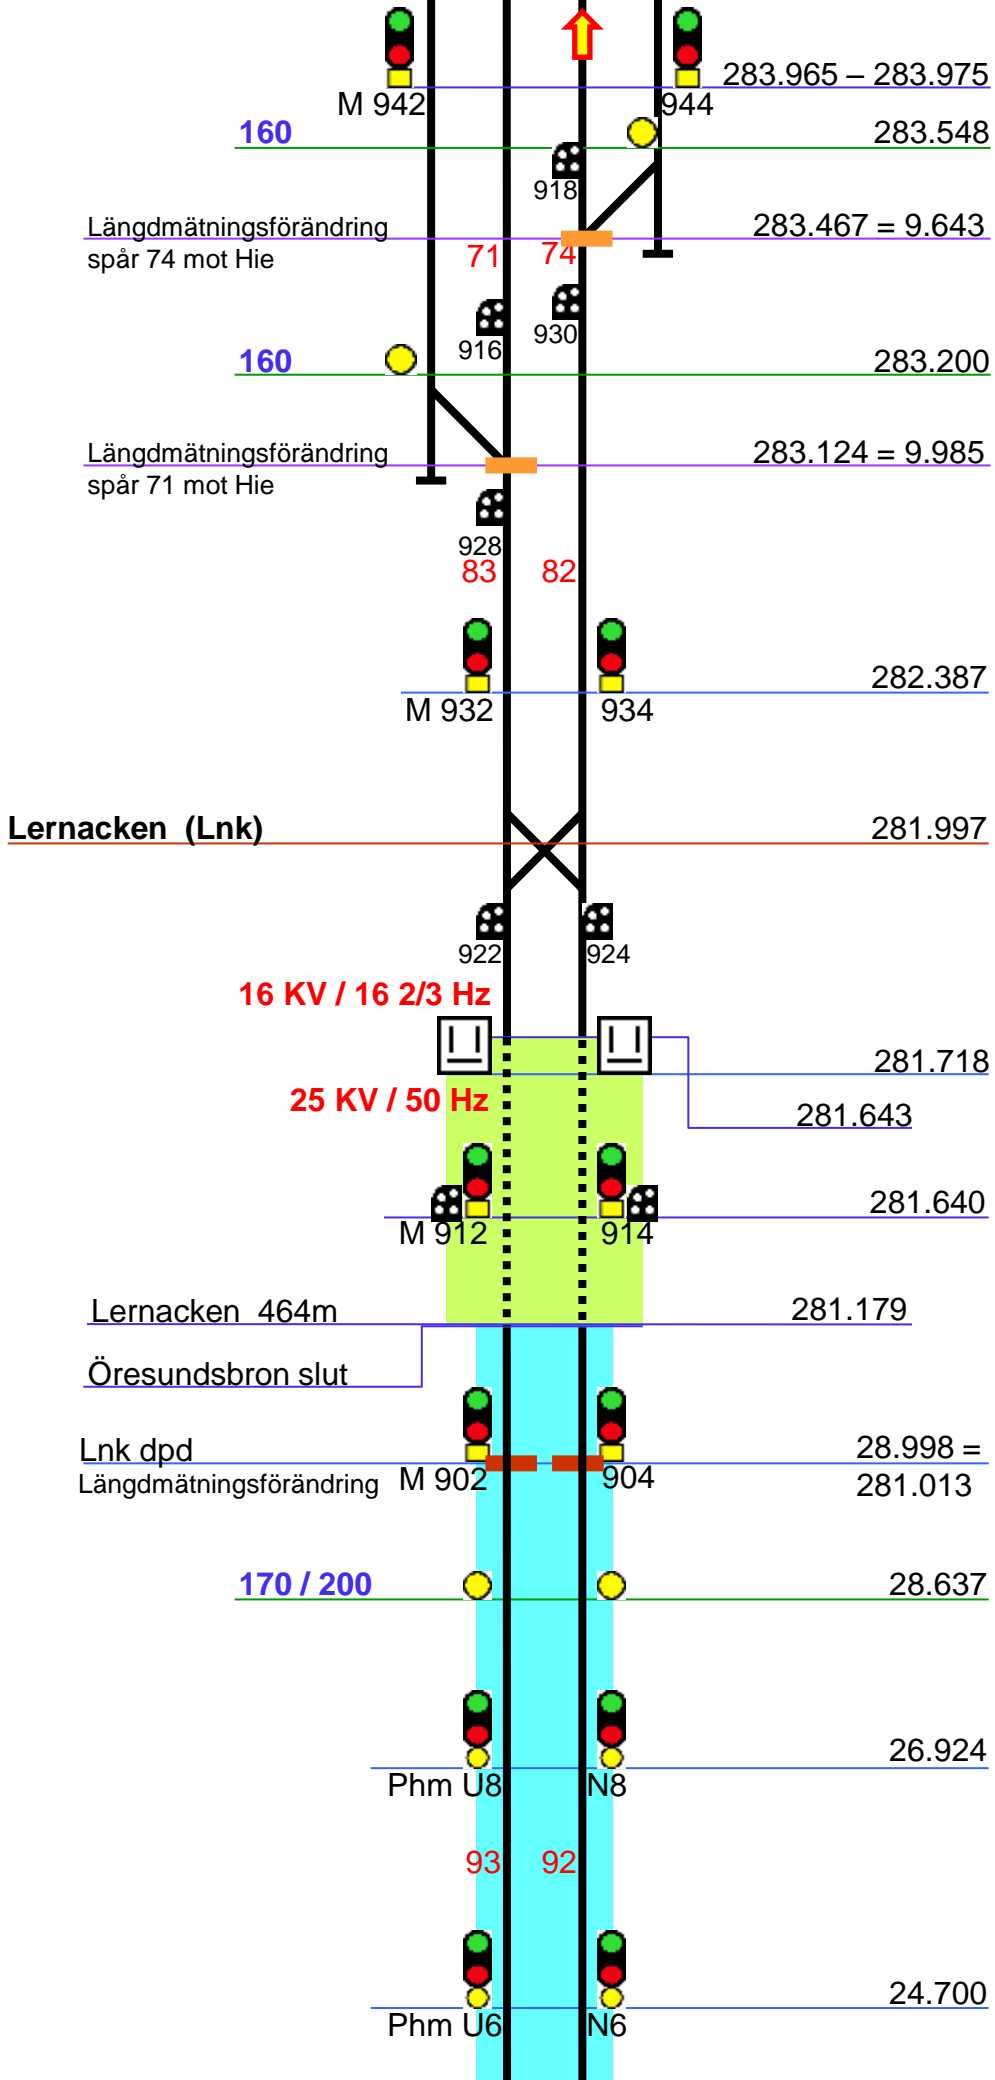 283.965 – 283.975
M 942
944
160
283.548
918
Längdmätningsförändring
spår 74 mot Hie
283.467 = 9.643
71
74
930
916
160
283.200
Längdmätningsförändring
spår 71 mot Hie
283.124 = 9.985
928
83
82
282.387
M 932
934
Lernacken (Lnk)
281.997
922
924
16 KV / 16 2/3 Hz
281.718
25 KV / 50 Hz
281.643
281.640
M 912
914
Lernacken 464m
281.179
Öresundsbron slut
Lnk dpd
Längdmätningsförändring
M 902
904
28.998 =
281.013
170 / 200
28.637
26.924
Phm U8
N8
93
92
24.700
Phm U6
N6